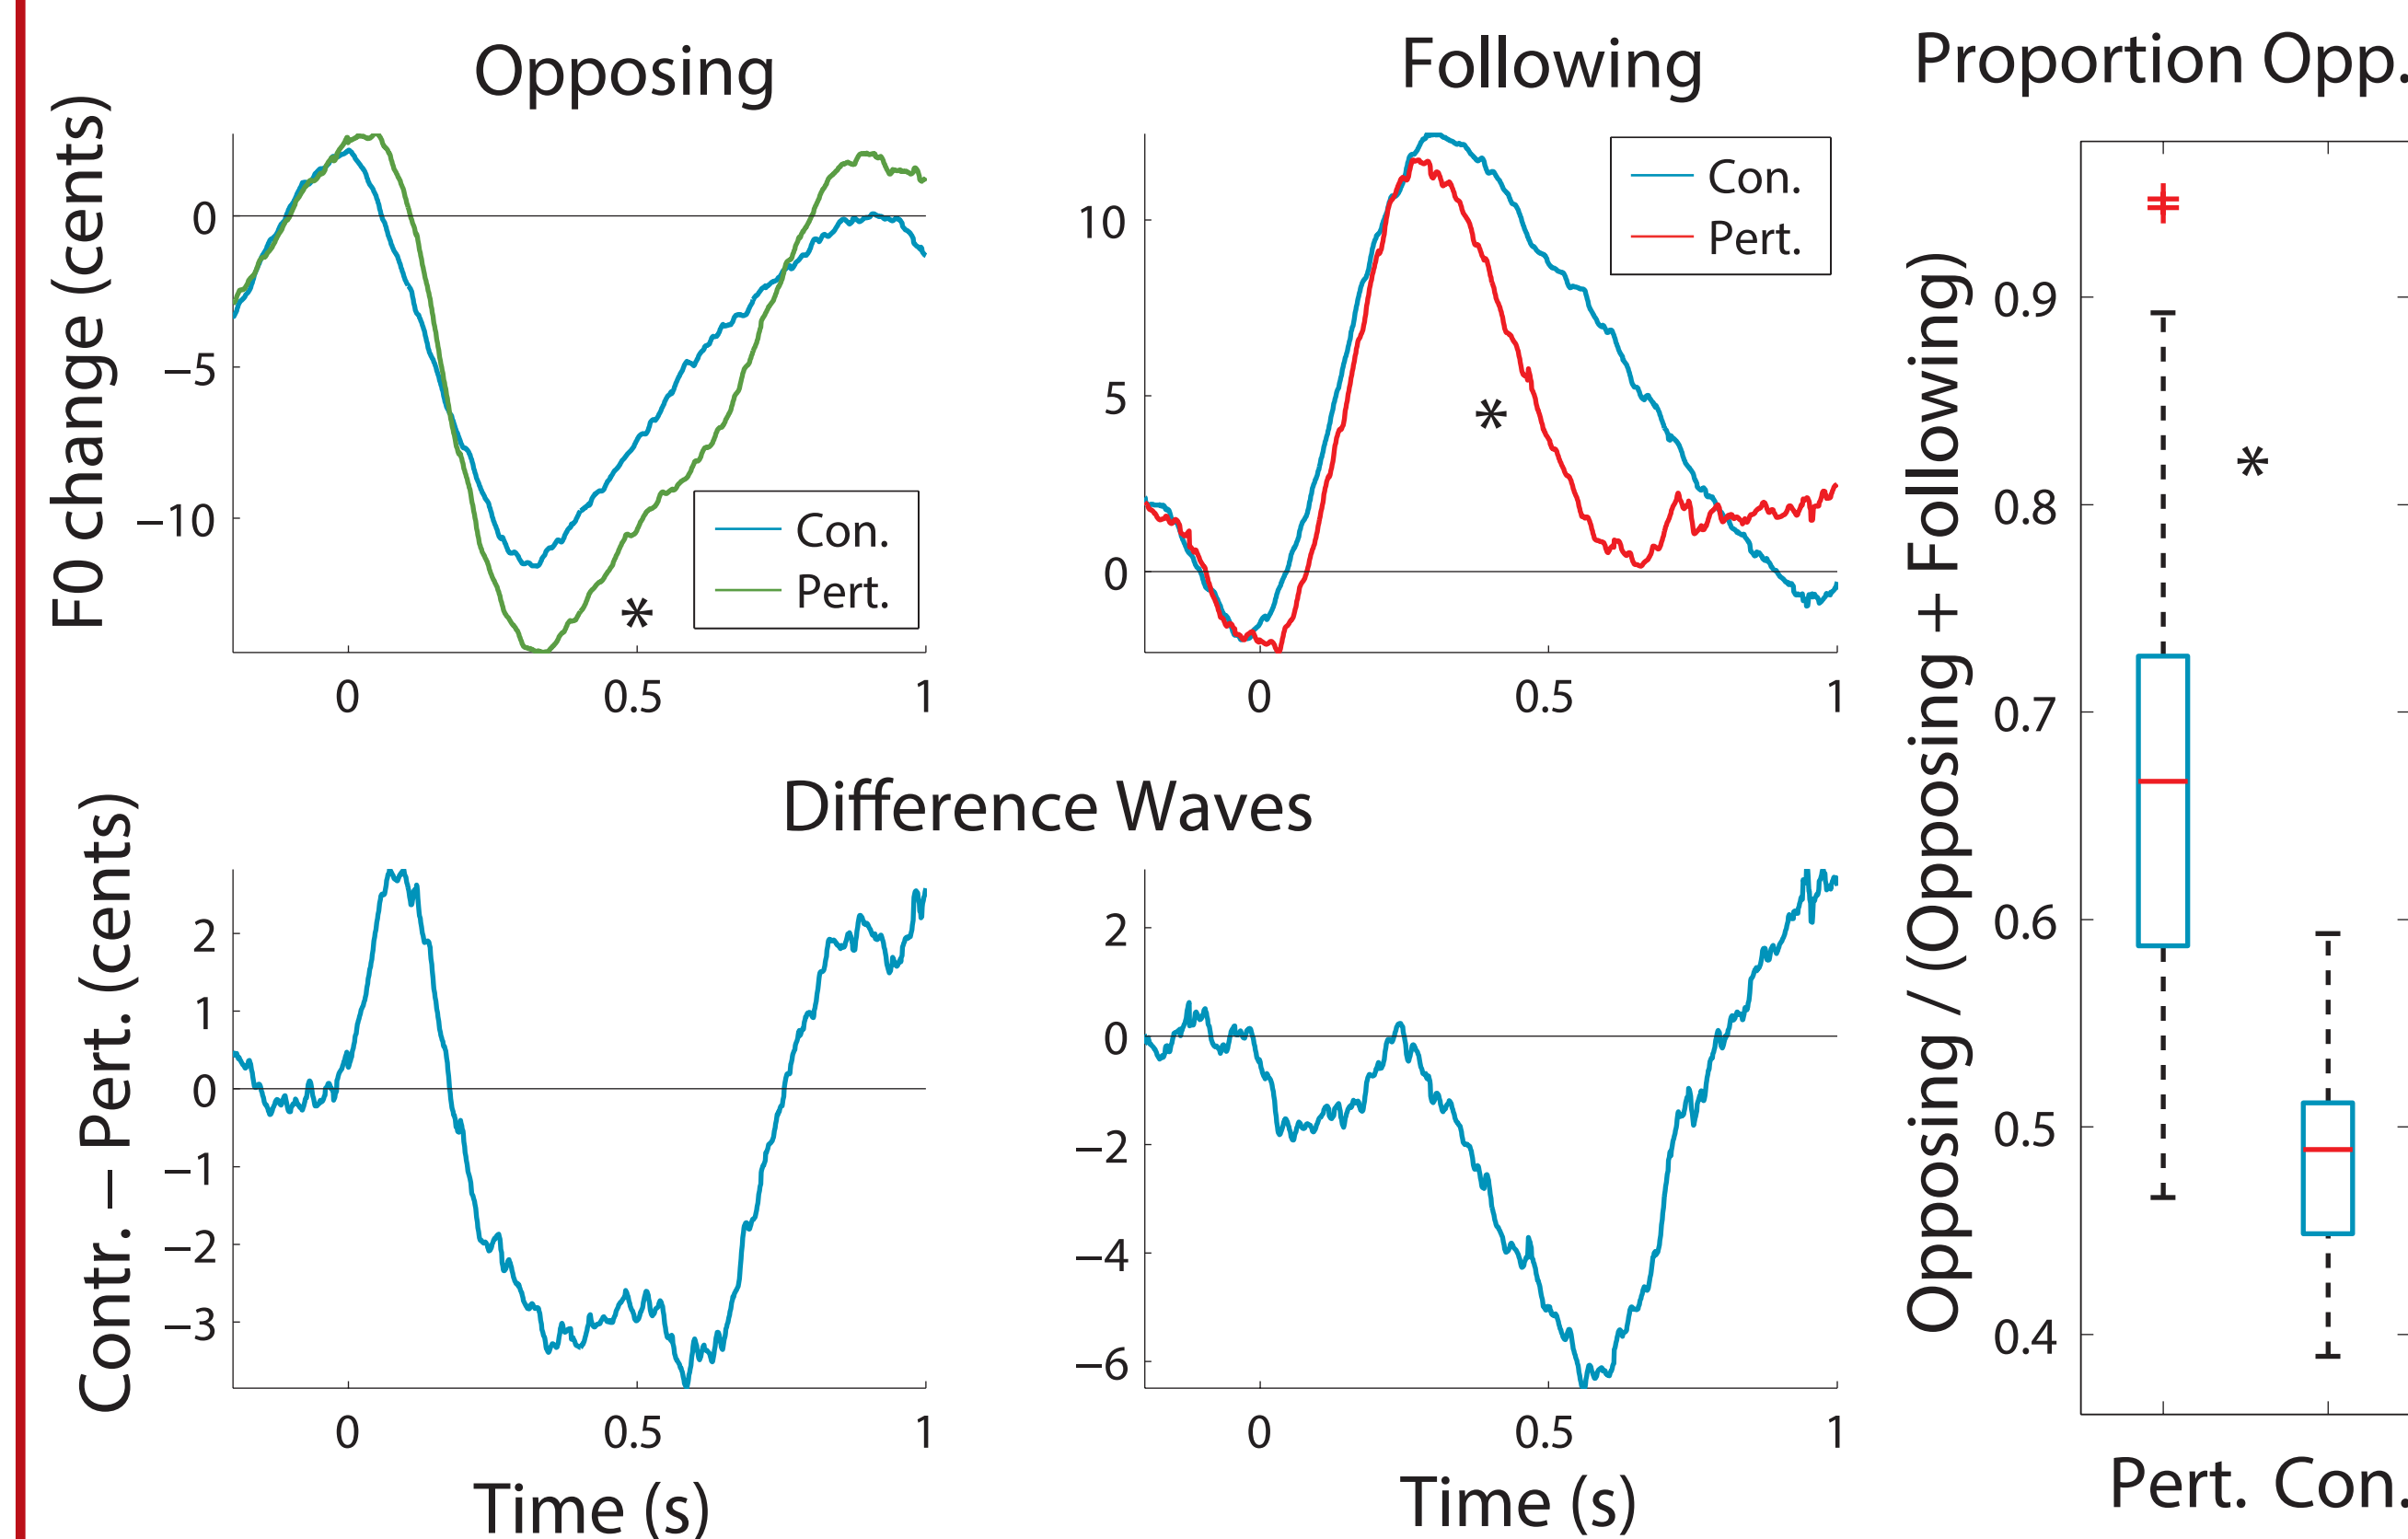 Opposing
F0 change (cents)
0
−5
−10
Con.
Pert.
*
0
0.5
1
Following
10
5
0
Con.
Pert.
*
0
0.5
1
Difference Waves
Contr. − Pert. (cents)
2
1
0
−1
−2
−3
0
0.5
1
Time (s)
2
0
−2
−4
−6
0
0.5
1
Time (s)
Proportion Opp.
Opposing / (Opposing + Following)
0.9
0.8
0.7
0.6
0.5
0.4
*
Pert. Con.